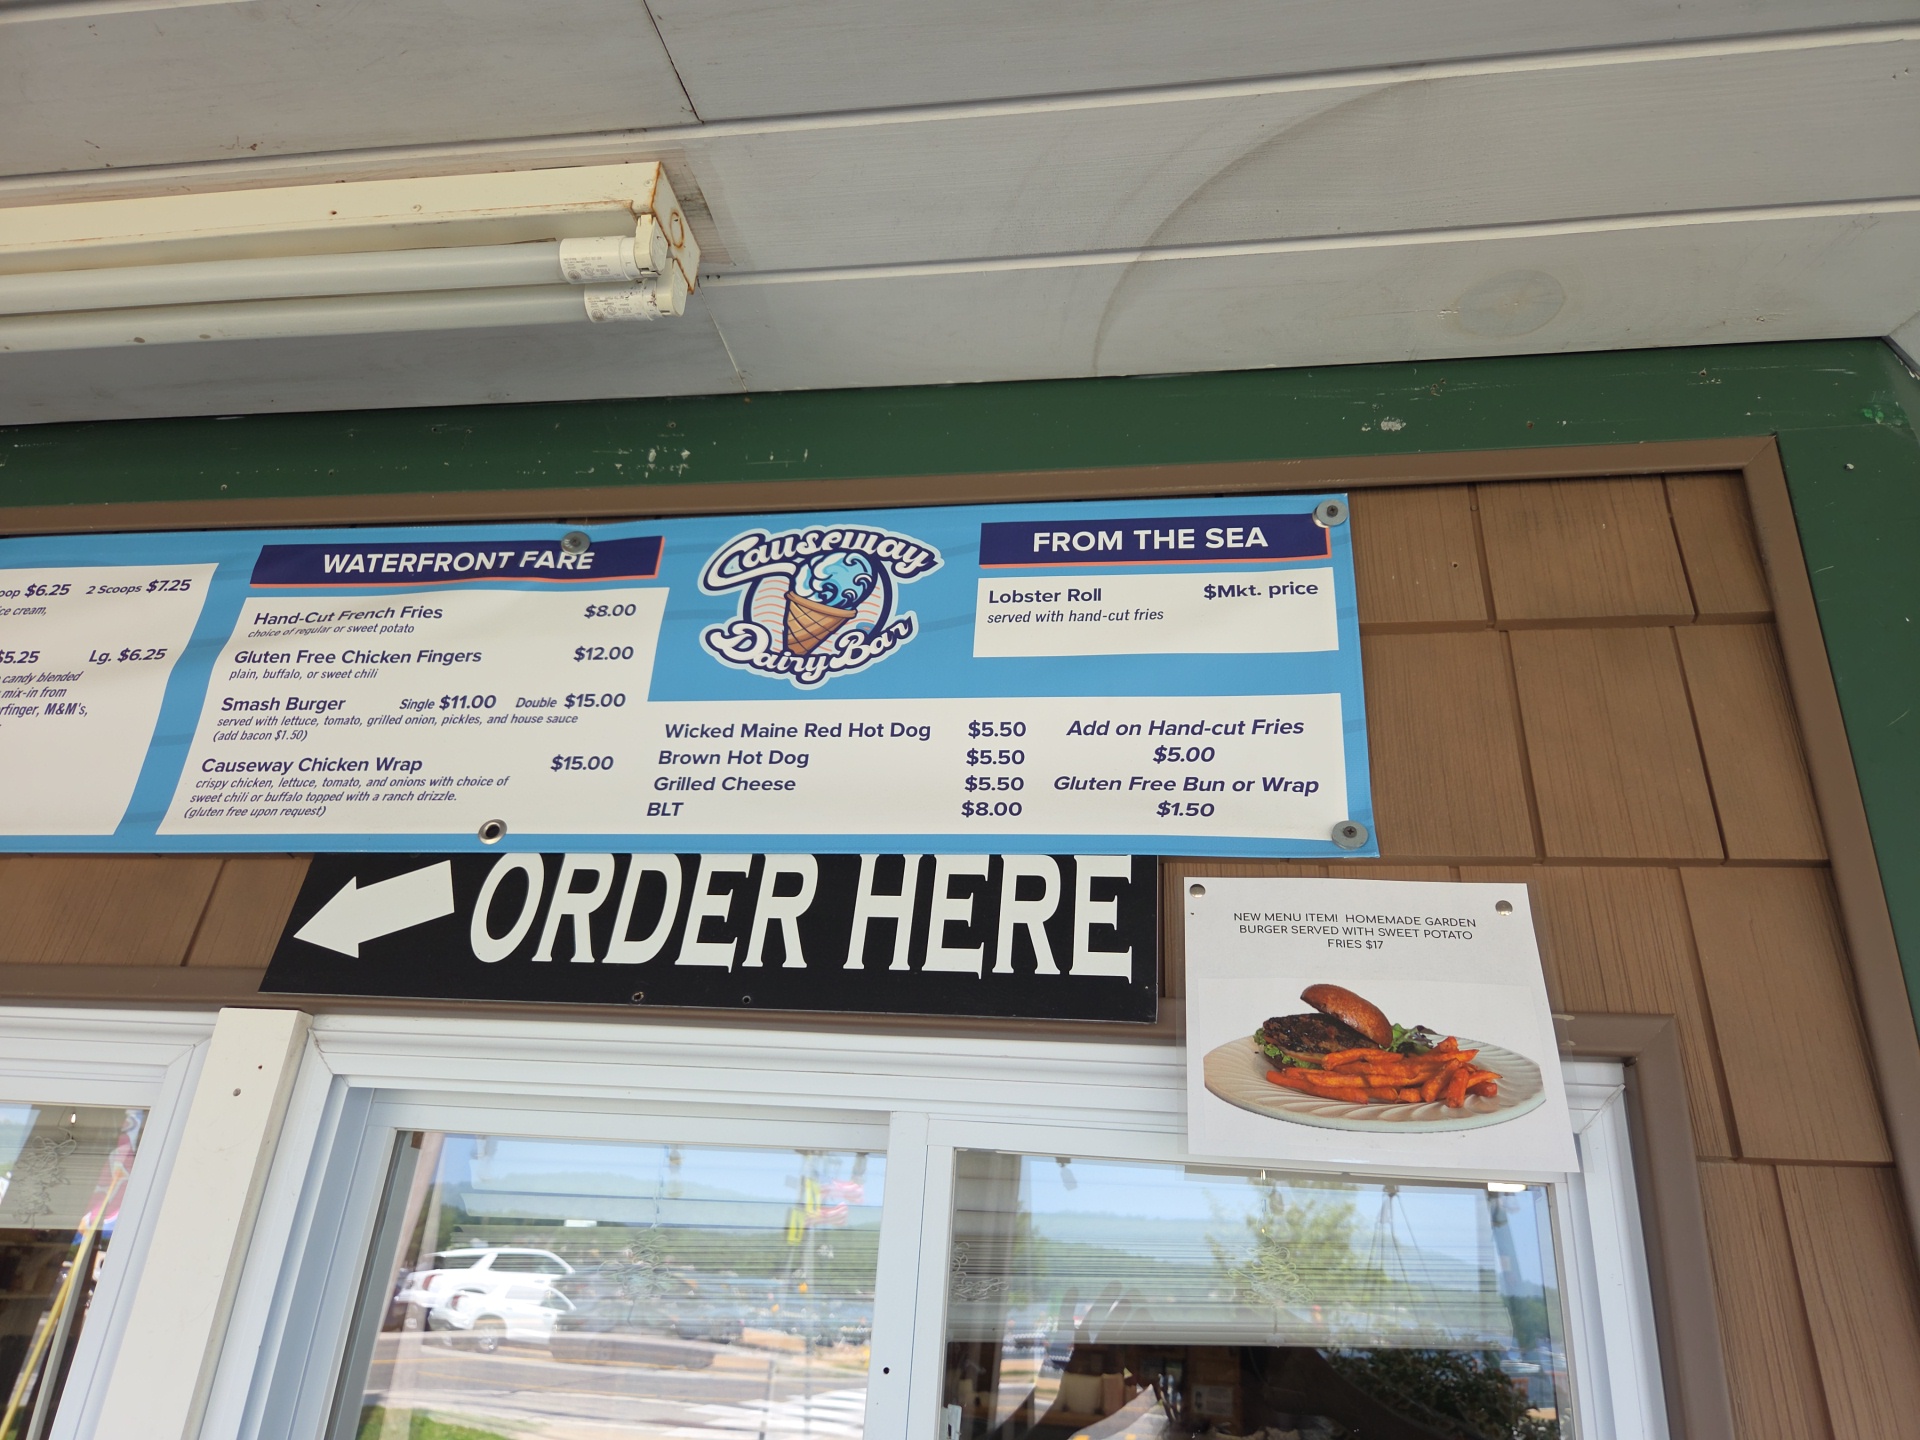 $6.25 2 Scoops $7.25
ice cream,
$5.25 Lg. $6.25
candy blended
mix-in from
M&M's,
WATERFRONT FARE
Hand-Cut French Fries $8.00
choice of regular or sweet potato
Gluten Free Chicken Fingers $12.00
plain, buffalo, or sweet chili
Smash Burger Single $11.00 Double $15.00
served with lettuce, tomato, grilled onion, pickles, and house sauce
(add bacon $1.50)
Causeway Chicken Wrap $15.00
crispy chicken, lettuce, tomato, and onions with choice of
sweet chili or buffalo topped with a ranch drizzle.
(gluten free upon request)
Causeway
Dairy Bar
FROM THE SEA
Lobster Roll $Mkt. price
served with hand-cut fries
Wicked Maine Red Hot Dog $5.50
Brown Hot Dog $5.50
Grilled Cheese $5.50
BLT $8.00
Add on Hand-cut Fries
$5.00
Gluten Free Bun or Wrap
$1.50
ORDER HERE
NEW MENU ITEM! HOMEMADE GARDEN
BURGER SERVED WITH SWEET POTATO
FRIES $17